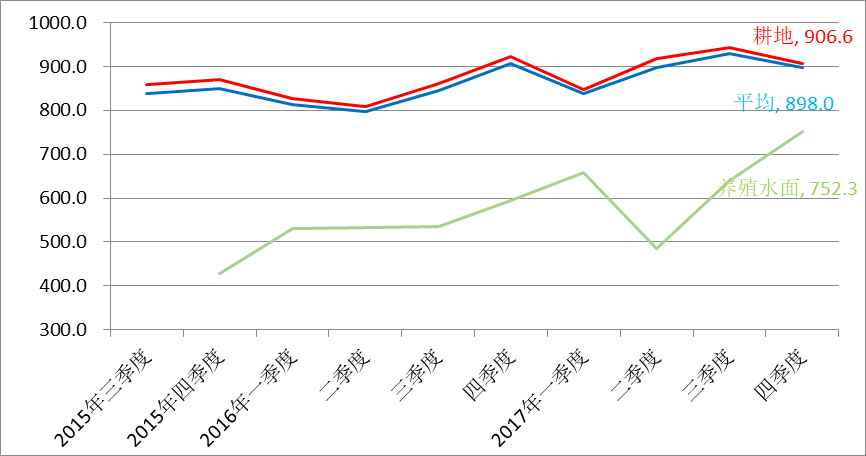 1000.0
900.0
800.0
700.0
600.0
500.0
400.0
300.0
耕地, 906.6
平均, 898.0
养殖水面, 752.3
2015年三季度
2015年四季度
2016年一季度
二季度
三季度
四季度
2017年一季度
二季度
三季度
四季度